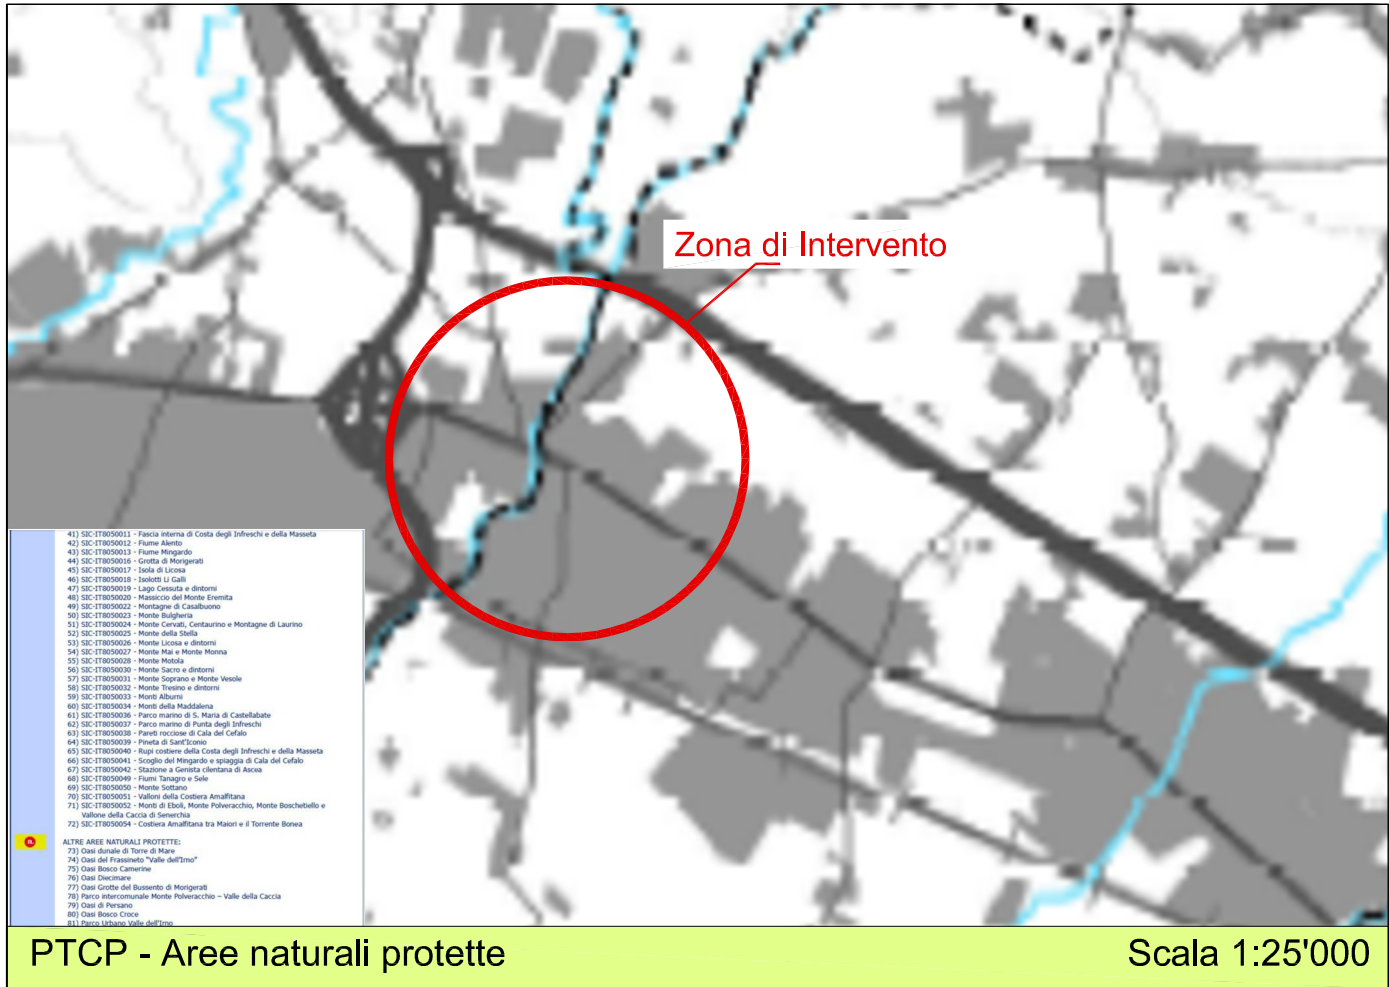 Zona di Intervento
41) SIC-IT8050011 - Fascia interna di Costa degli Infreschi e della Masseta
42) SIC-IT8050012 - Fiume Alento
43) SIC-IT8050013 - Fiume Mingardo
44) SIC-IT8050016 - Grotta di Morigerati
45) SIC-IT8050017 - Isola di Licosa
46) SIC-IT8050018 - Isolotti Li Galli
47) SIC-IT8050019 - Lago Cessuta e dintorni
48) SIC-IT8050020 - Massiccio del Monte Eremita
49) SIC-IT8050022 - Montagne di Casalbuono
50) SIC-IT8050023 - Monte Bulgheria
51) SIC-IT8050024 - Monte Cervati, Centaurino e Montagne di Laurino
52) SIC-IT8050025 - Monte della Stella
53) SIC-IT8050026 - Monte Licosa e dintorni
54) SIC-IT8050027 - Monte Mai e Monte Monna
55) SIC-IT8050028 - Monte Motola
56) SIC-IT8050030 - Monte Sacro e dintorni
57) SIC-IT8050031 - Monte Soprano e Monte Vesole
58) SIC-IT8050032 - Monte Tresino e dintorni
59) SIC-IT8050033 - Monti Alburni
60) SIC-IT8050034 - Monti della Maddalena
61) SIC-IT8050036 - Parco marino di S. Maria di Castellabate
62) SIC-IT8050037 - Parco marino di Punta degli Infreschi
63) SIC-IT8050038 - Pareti rocciose di Cala del Cefalo
64) SIC-IT8050039 - Pineta di Sant'Iconio
65) SIC-IT8050040 - Rupi costiere della Costa degli Infreschi e della Masseta
66) SIC-IT8050041 - Scoglio del Mingardo e spiaggia di Cala del Cefalo
67) SIC-IT8050042 - Stazione a Genista cilentana di Ascea
68) SIC-IT8050049 - Fiumi Tanagro e Sele
69) SIC-IT8050050 - Monte Sottano
70) SIC-IT8050051 - Valloni della Costiera Amalfitana
71) SIC-IT8050052 - Monti di Eboli, Monte Polveracchio, Monte Boschetiello e
Vallone della Caccia di Senerchia
72) SIC-IT8050054 - Costiera Amalfitana tra Maiori e il Torrente Bonea
ALTRE AREE NATURALI PROTETTE:
73) Oasi dunale di Torre di Mare
74) Oasi del Frassineto "Valle dell'Irno"
75) Oasi Bosco Camerine
76) Oasi Diecimare
77) Oasi Grotte del Bussento di Morigerati
78) Parco intercomunale Monte Polveracchio – Valle della Caccia
79) Oasi di Persano
80) Oasi Bosco Croce
81) Parco Urbano Valle dell'Irno
PTCP - Aree naturali protette
Scala 1:25'000